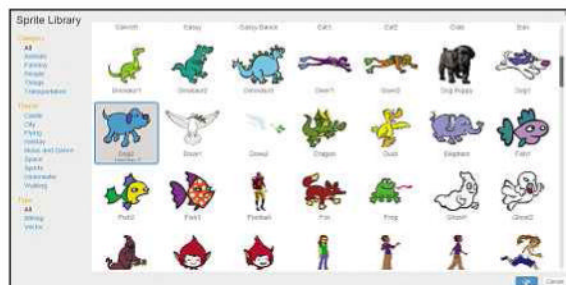 Sprite Library
Category
All
Animals
Fantasy
People
Things
Transportation
Theme
Castle
City
Flying
Holiday
Music and Dance
Space
Sports
Underwater
Walking
Type
All
Bitmap
Vector
Cat1 Cat2
Dinosaur1 Dinosaur2 Dinosaur3 Diver1 Diver2 Dog Puppy Dog1
Dog2 Dove1 Dove2 Dragon Duck Elephant Fish1
Fish2 Fish3 Football Fox Frog Ghost1 Ghost2
Cancel